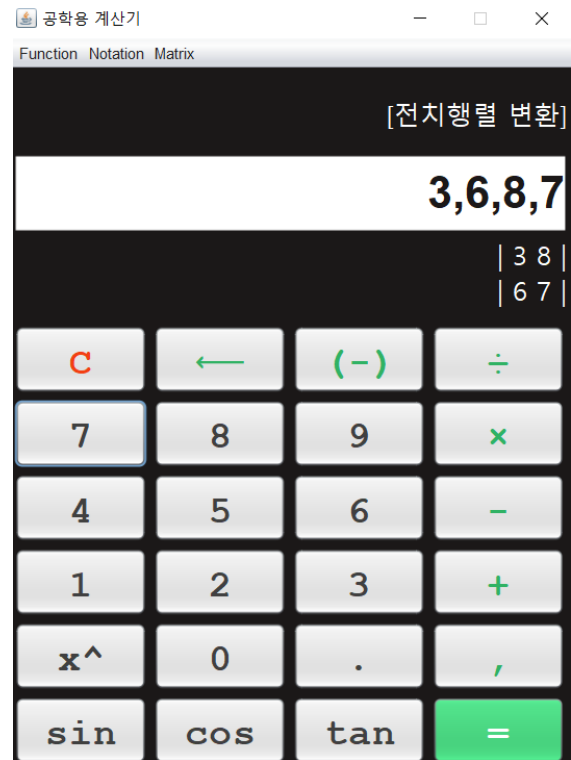 공학용 계산기
Function Notation Matrix
[전치행렬 변환]
3,6,8,7
| 3 8 |
| 6 7 |
C ← (-) ÷
7 8 9 ×
4 5 6 -
1 2 3 +
x^ 0 . ,
sin cos tan =